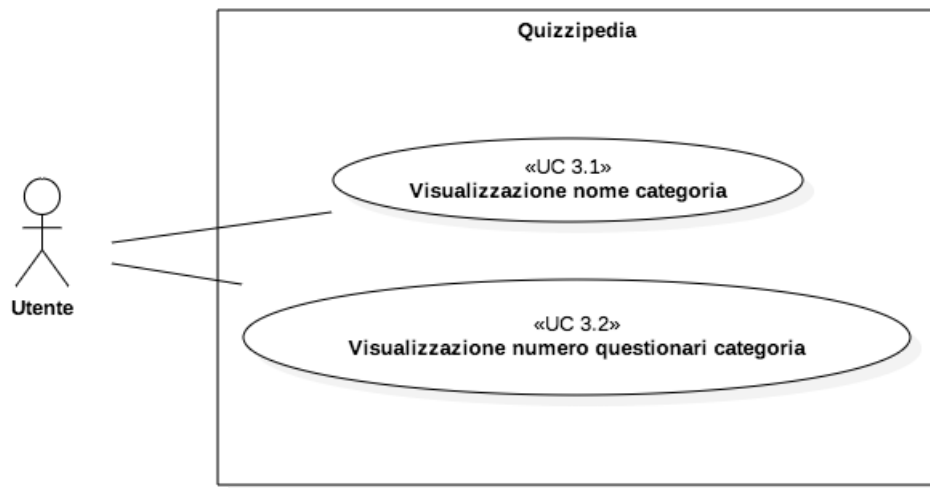 Quizzipedia
«UC 3.1»
Visualizzazione nome categoria
Utente
«UC 3.2»
Visualizzazione numero questionari categoria